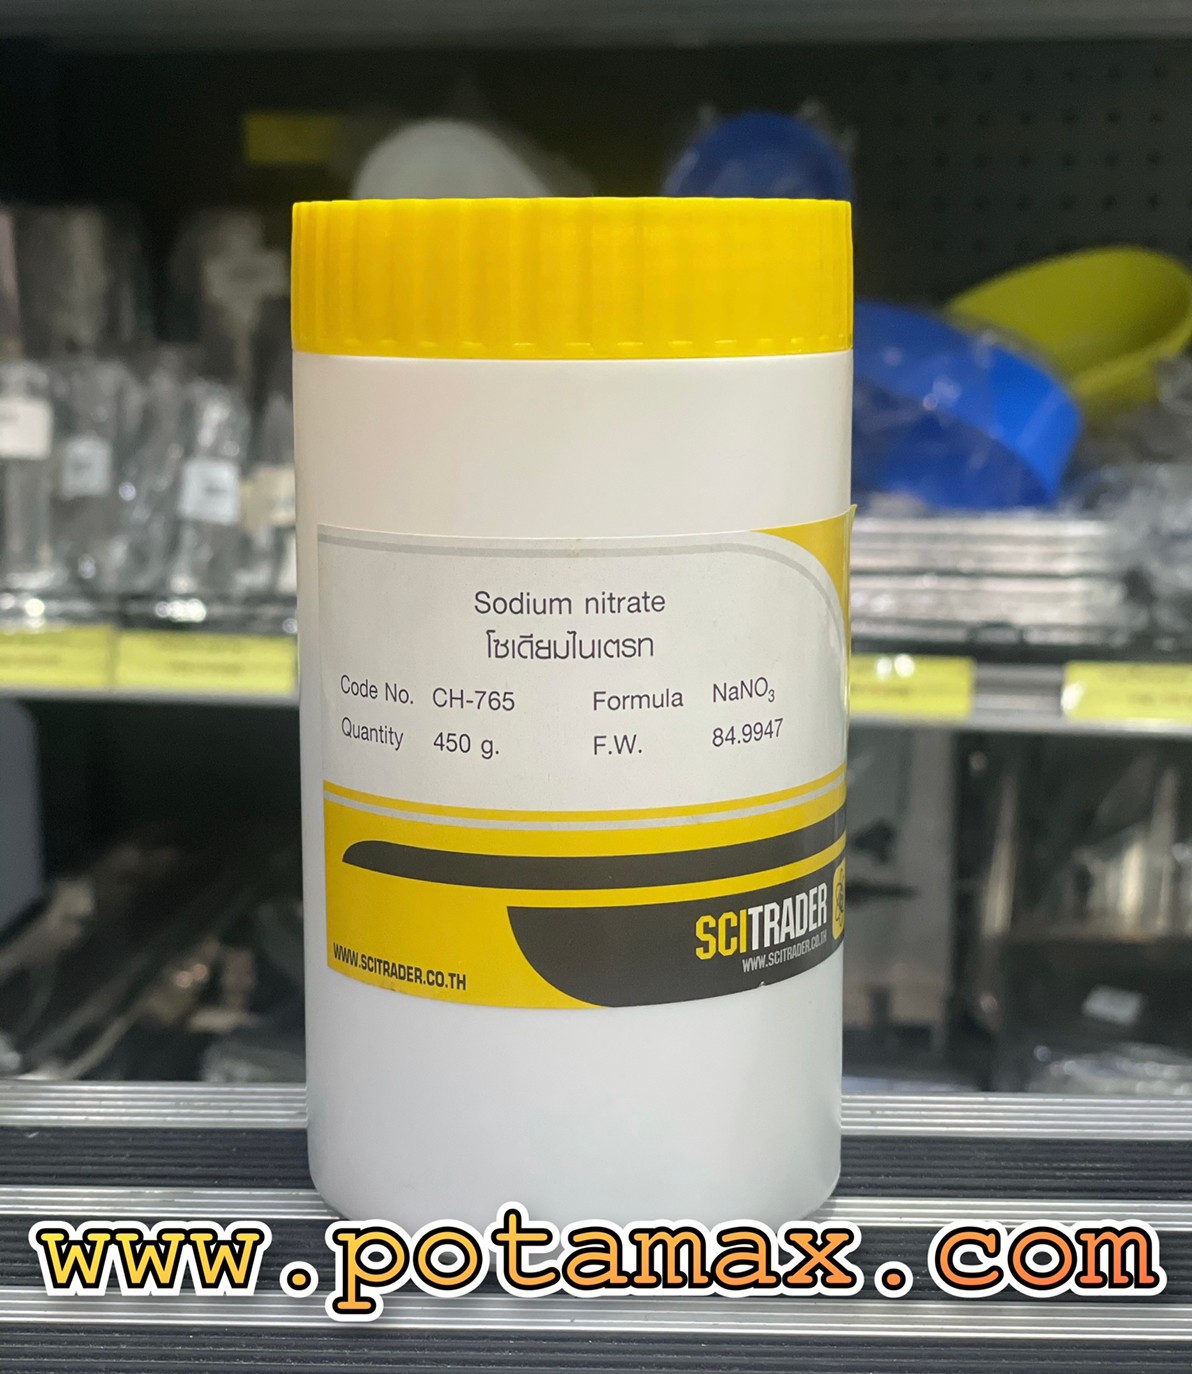 Sodium nitrate
โซเดียมไนเตรท
Code No. CH-765 Formula NaNO₃
Quantity 450 g. F.W. 84.9947
SCITRADER
WWW.SCITRADER.CO.TH
WWW.SCITRADER.CO.TH
www.potamax.com